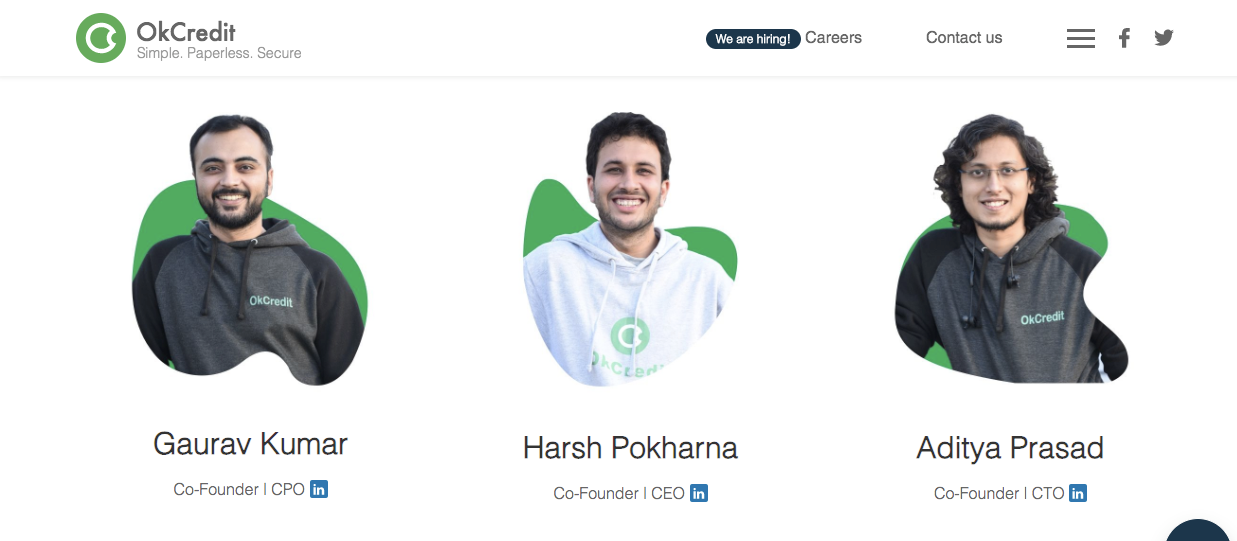 OkCredit
Simple. Paperless. Secure
We are hiring! Careers
Contact us
OkCredit
OkCredit
OkCredit
Gaurav Kumar
Harsh Pokharna
Aditya Prasad
Co-Founder | CPO in
Co-Founder | CEO in
Co-Founder | CTO in